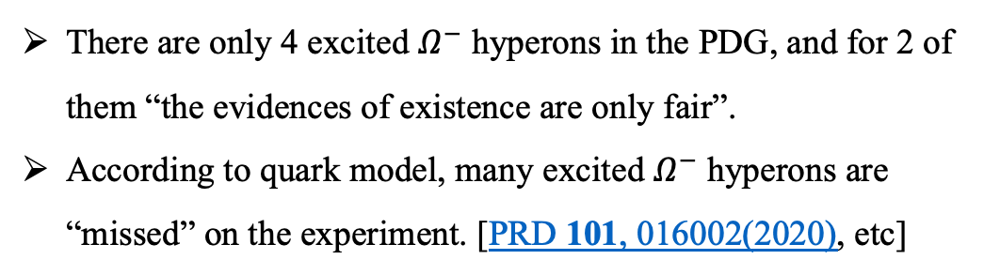 ➢ There are only 4 excited Ω⁻ hyperons in the PDG, and for 2 of
them “the evidences of existence are only fair”.
➢ According to quark model, many excited Ω⁻ hyperons are
“missed” on the experiment. [PRD 101, 016002(2020), etc]